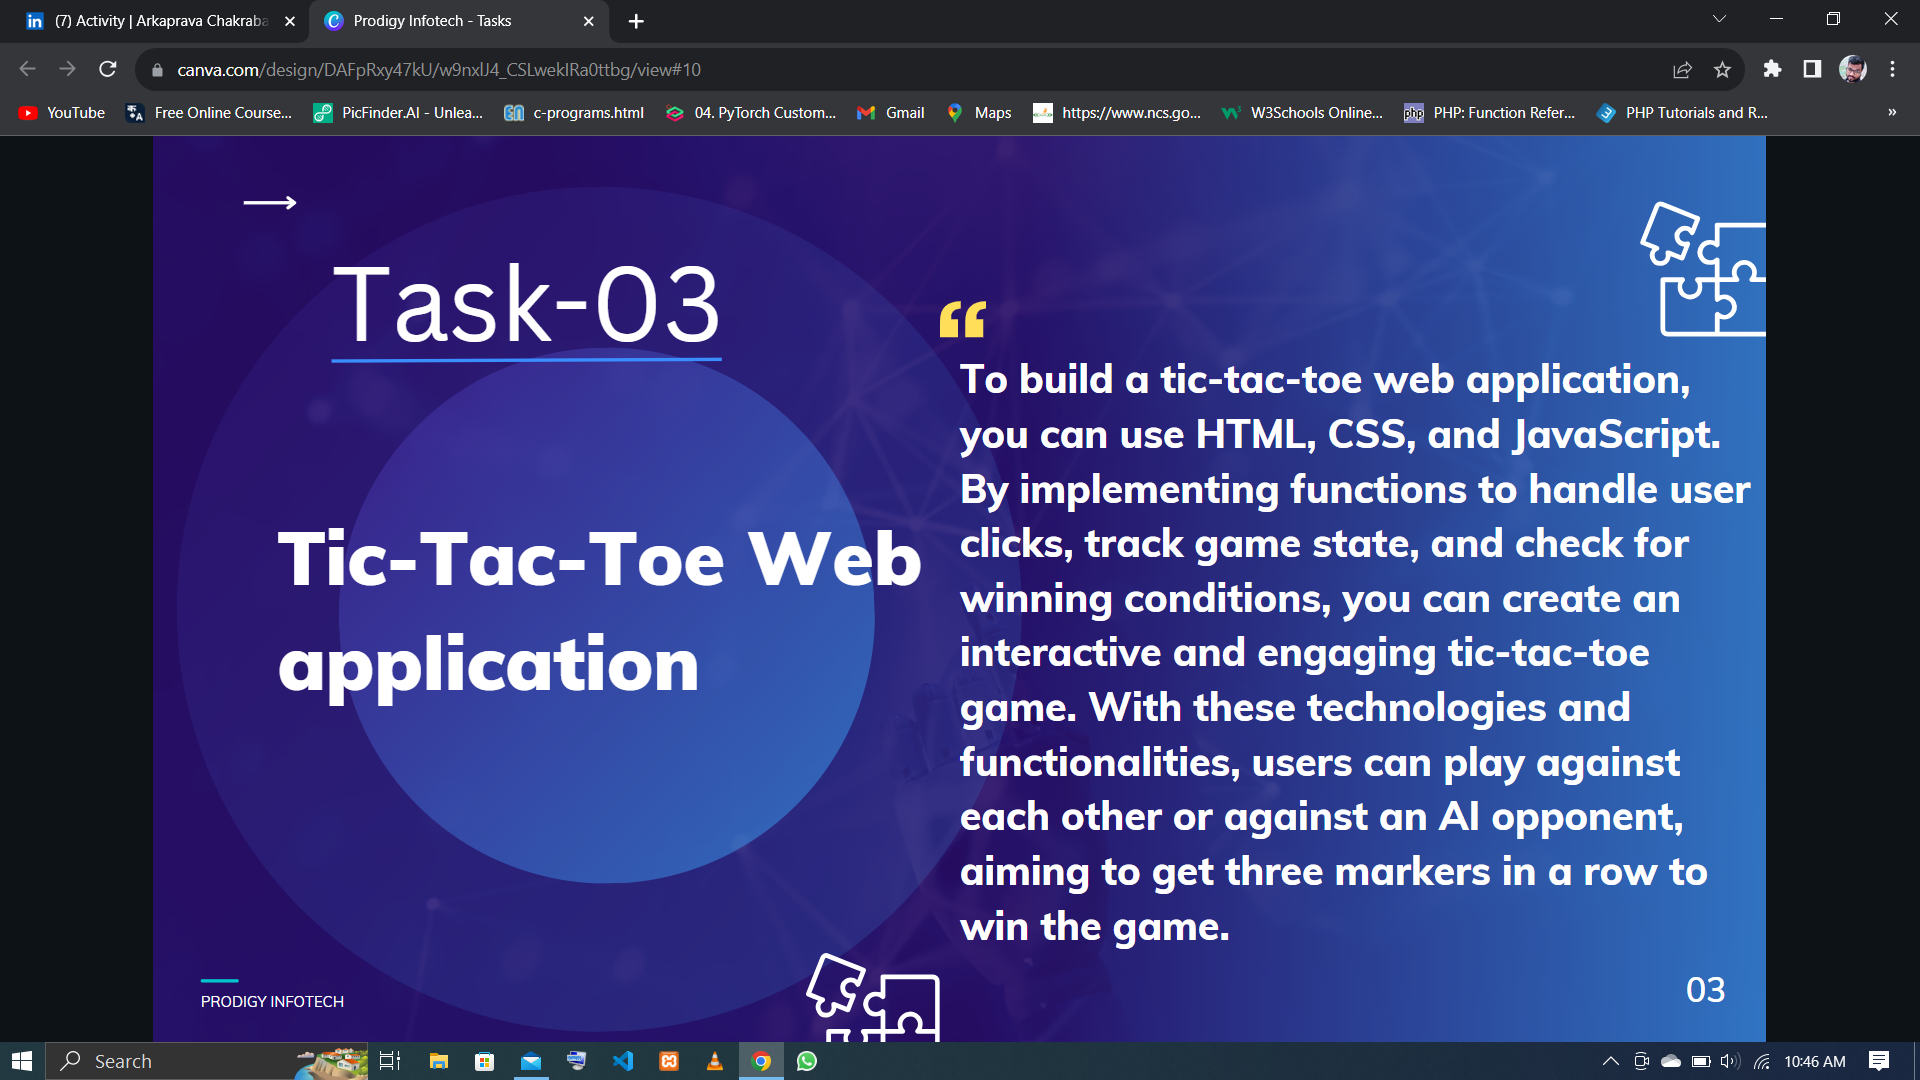 (7) Activity | Arkaprava Chakraba
Prodigy Infotech - Tasks
canva.com/design/DAFpRxy47kU/w9nxlJ4_CSLweklRa0ttbg/view#10
YouTube
Free Online Course...
PicFinder.AI - Unlea...
c-programs.html
04. PyTorch Custom...
Gmail
Maps
https://www.ncs.go...
W3Schools Online...
PHP: Function Refer...
PHP Tutorials and R...
»
Task-03
Tic-Tac-Toe Web
application
“
To build a tic-tac-toe web application,
you can use HTML, CSS, and JavaScript.
By implementing functions to handle user
clicks, track game state, and check for
winning conditions, you can create an
interactive and engaging tic-tac-toe
game. With these technologies and
functionalities, users can play against
each other or against an AI opponent,
aiming to get three markers in a row to
win the game.
PRODIGY INFOTECH
03
Search
10:46 AM